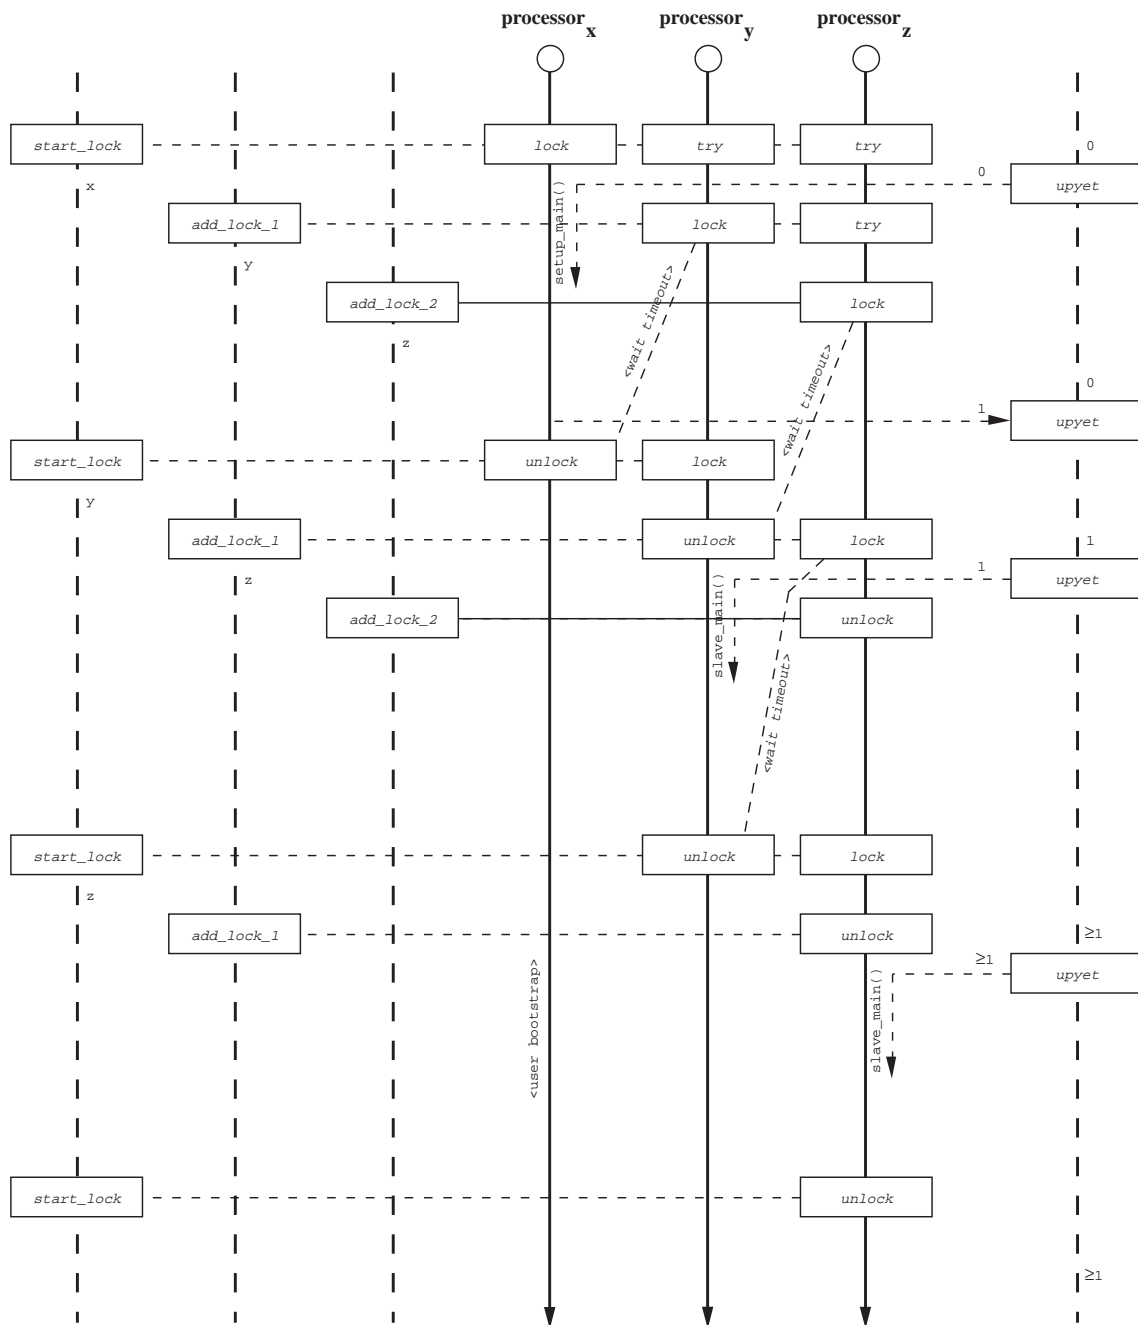 processor x processor y processor z
start_lock lock try try 0
x setup_main() 0 upyet
add_lock_1 lock try
y
add_lock_2 <wait timeout> lock
z
<wait timeout> 0
1 upyet
start_lock unlock lock
y
add_lock_1 unlock lock 1
z slave_main() 1 upyet
add_lock_2 unlock
<wait timeout>
start_lock unlock lock
z
add_lock_1 unlock ≥1
<user bootstrap> slave_main() ≥1 upyet
start_lock unlock
≥1